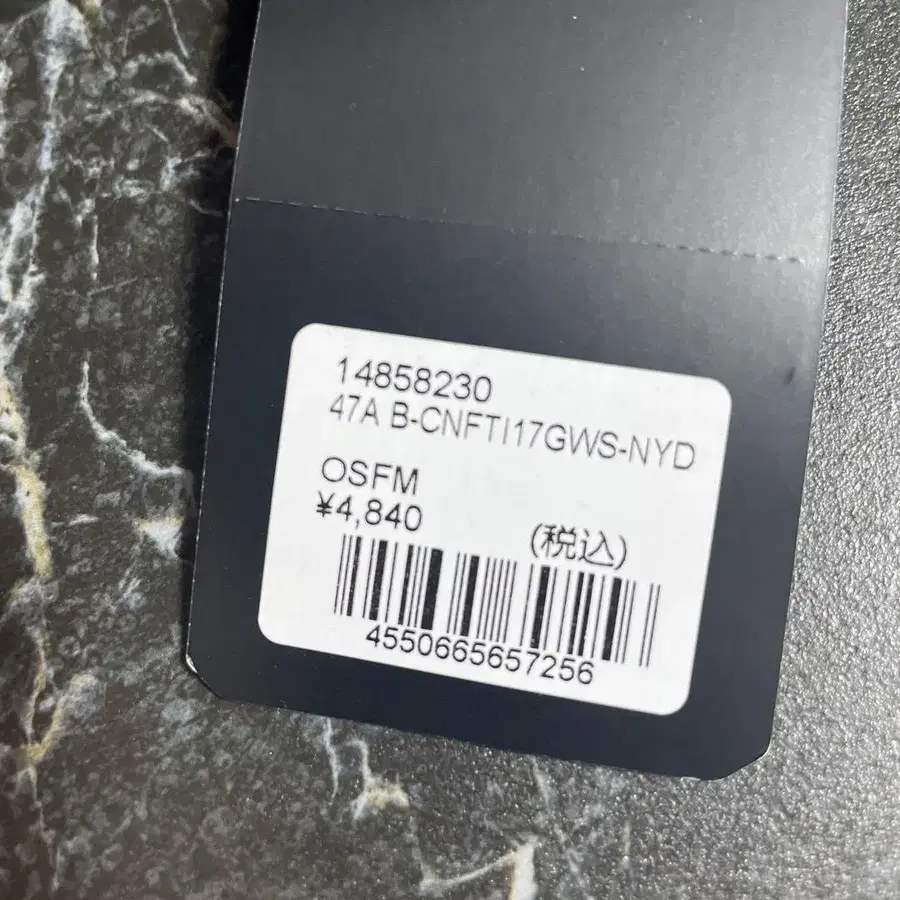 14858230
47A B-CNFTI17GWS-NYD
OSFM
¥4,840 (税込)
4550665657256